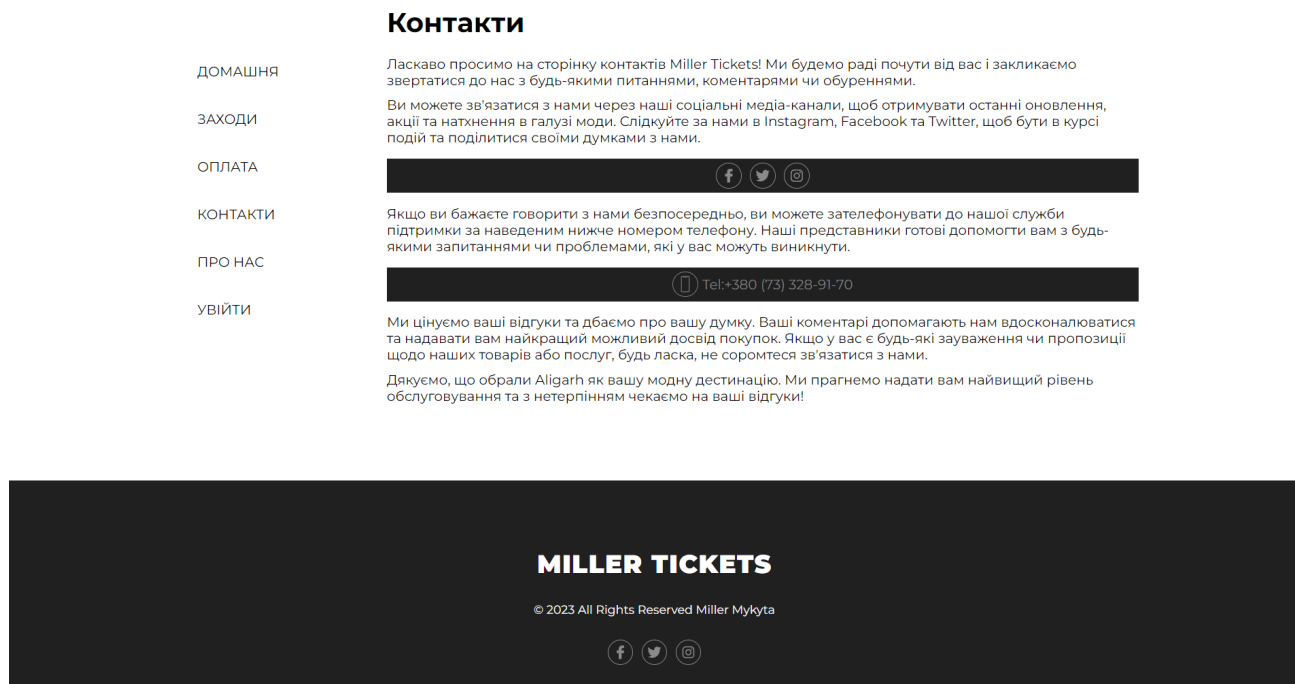 Контакти
ДОМАШНЯ
ЗАХОДИ
ОПЛАТА
КОНТАКТИ
ПРО НАС
УВІЙТИ
Ласкаво просимо на сторінку контактів Miller Tickets! Ми будемо раді почути від вас і закликаємо
звертатися до нас з будь-якими питаннями, коментарями чи обуреннями.
Ви можете зв'язатися з нами через наші соціальні медіа-канали, щоб отримувати останні оновлення,
акції та натхнення в галузі моди. Слідкуйте за нами в Instagram, Facebook та Twitter, щоб бути в курсі
подій та поділитися своїми думками з нами.
Якщо ви бажаєте говорити з нами безпосередньо, ви можете зателефонувати до нашої служби
підтримки за наведеним нижче номером телефону. Наші представники готові допомогти вам з будь-
якими запитаннями чи проблемами, які у вас можуть виникнути.
Tel:+380 (73) 328-91-70
Ми цінуємо ваші відгуки та дбаємо про вашу думку. Ваші коментарі допомагають нам вдосконалюватися
та надавати вам найкращий можливий досвід покупок. Якщо у вас є будь-які зауваження чи пропозиції
щодо наших товарів або послуг, будь ласка, не соромтеся зв'язатися з нами.
Дякуємо, що обрали Aligarh як вашу модну дестинацію. Ми прагнемо надати вам найвищий рівень
обслуговування та з нетерпінням чекаємо на ваші відгуки!
MILLER TICKETS
© 2023 All Rights Reserved Miller Mykyta